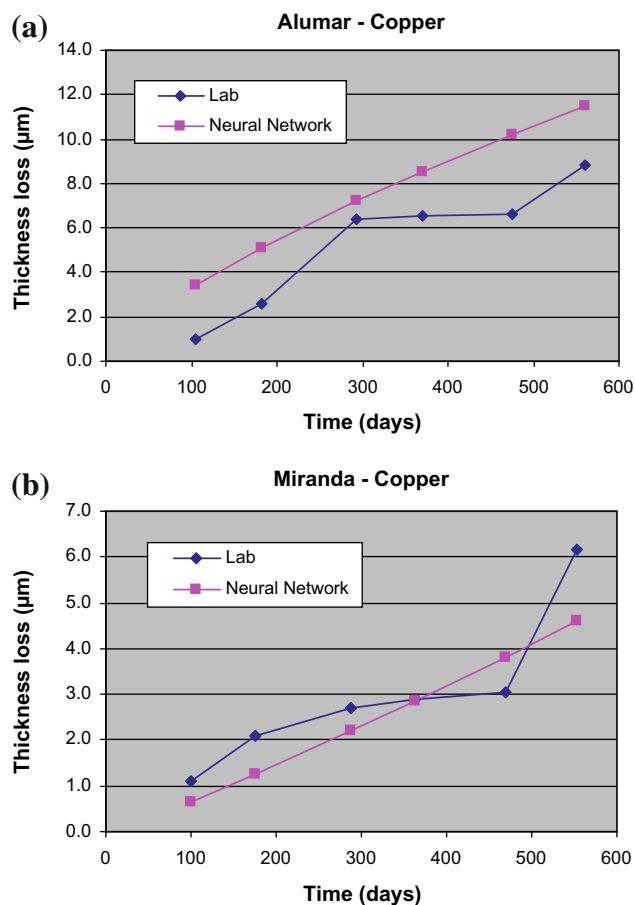 (a)
Alumar - Copper
Thickness loss (µm)
14.0
12.0
10.0
8.0
6.0
4.0
2.0
0.0
Lab
Neural Network
0 100 200 300 400 500 600
Time (days)
(b)
Miranda - Copper
Thickness loss (µm)
7.0
6.0
5.0
4.0
3.0
2.0
1.0
0.0
Lab
Neural Network
0 100 200 300 400 500 600
Time (days)